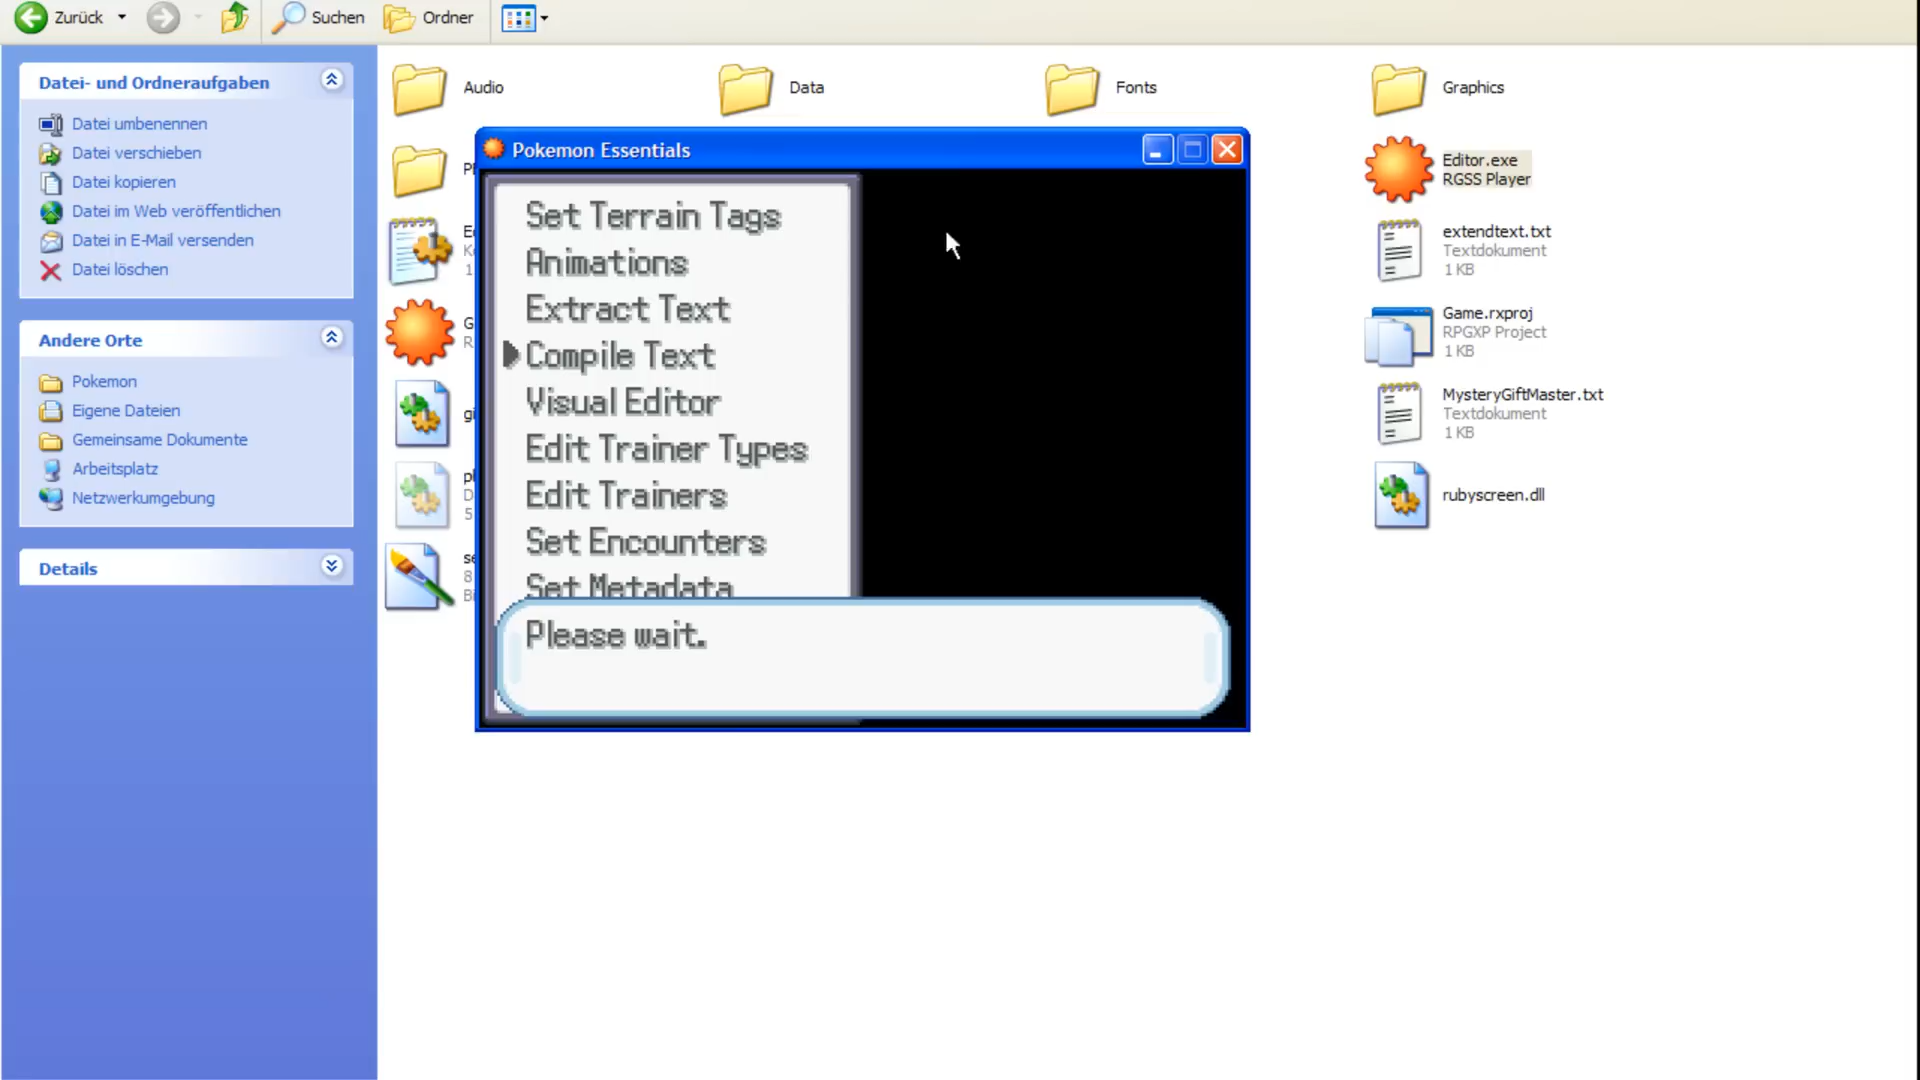 Zurück
Suchen
Ordner
Datei- und Ordneraufgaben
Datei umbenennen
Datei verschieben
Datei kopieren
Datei im Web veröffentlichen
Datei in E-Mail versenden
Datei löschen
Andere Orte
Pokemon
Eigene Dateien
Gemeinsame Dokumente
Arbeitsplatz
Netzwerkumgebung
Details
Audio
Data
Fonts
Graphics
Pokemon Essentials
Set Terrain Tags
Animations
Extract Text
Compile Text
Visual Editor
Edit Trainer Types
Edit Trainers
Set Encounters
Set Metadata
Please wait.
Editor.exe
RGSS Player
extendtext.txt
Textdokument
1 KB
Game.rxproj
RPGXP Project
1 KB
MysteryGiftMaster.txt
Textdokument
1 KB
rubyscreen.dll